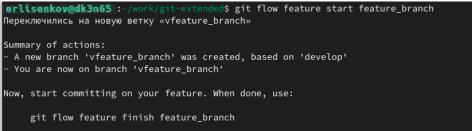 erlisenkov@dk3n65:~/work/git-extended$ git flow feature start feature_branch
Переключились на новую ветку «vfeature_branch»
Summary of actions:
- A new branch 'vfeature_branch' was created, based on 'develop'
- You are now on branch 'vfeature_branch'
Now, start committing on your feature. When done, use:
git flow feature finish feature_branch